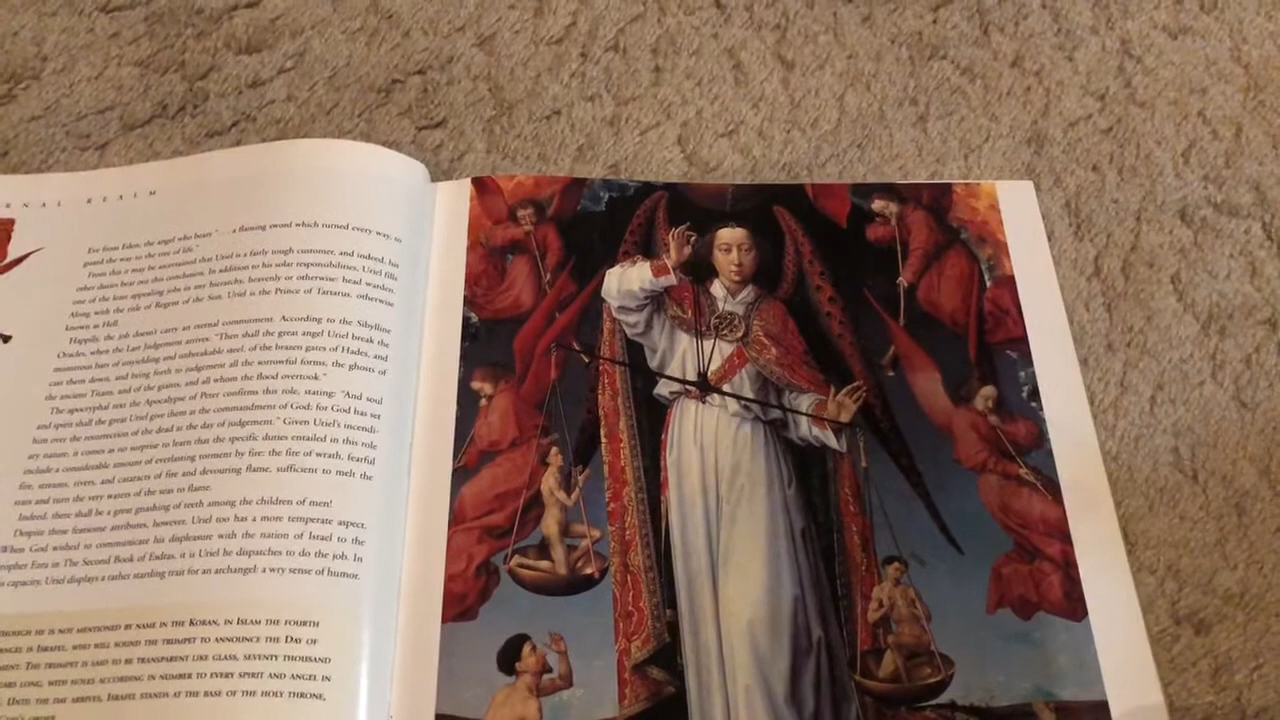 RNAL REALM
Eve from Eden; the angel who bears ". . . a flaming sword which turned every way, to
guard the way to the tree of life."
From this it may be ascertained that Uriel is a fairly tough customer, and indeed, his
other duties bear out this conclusion. In addition to his solar responsibilities, Uriel fills
one of the least appealing jobs in any hierarchy, heavenly or otherwise: head warden.
Along with the title of Regent of the Sun, Uriel is the Prince of Tartarus, otherwise
known as Hell.
Happily, the job doesn't carry an eternal commitment. According to the Sibylline
Oracles, when the Last Judgement arrives: "Then shall the great angel Uriel break the
monstrous bars of unyielding and unbreakable steel, of the brazen gates of Hades, and
cast them down, and bring forth to judgement all the sorrowful forms, the ghosts of
the ancient Titans, and of the giants, and all whom the flood overtook."
The apocryphal text the Apocalypse of Peter confirms this role, stating: "And soul
and spirit shall the great Uriel give them at the commandment of God; for God has set
him over the resurrection of the dead at the day of judgement." Given Uriel's incendi-
ary nature, it comes as no surprise to learn that the specific duties entailed in this role
include a considerable amount of everlasting torment by fire: the fire of wrath, fearful
fire, streams, rivers, and cataracts of fire and devouring flame, sufficient to melt the
stars and turn the very waters of the seas to flame.
Indeed, there shall be a great gnashing of teeth among the children of men!
Despite these fearsome attributes, however, Uriel too has a more temperate aspect.
When God wished to communicate his displeasure with the nation of Israel to the
rophet Ezra in The Second Book of Esdras, it is Uriel he dispatches to do the job. In
s capacity, Uriel displays a rather startling trait for an archangel: a wry sense of humor.
HOUGH HE IS NOT MENTIONED BY NAME IN THE KORAN, IN ISLAM THE FOURTH
ANGEL IS ISRAFEL, WHO WILL SOUND THE TRUMPET TO ANNOUNCE THE DAY OF
MENT. THE TRUMPET IS SAID TO BE TRANSPARENT LIKE GLASS, SEVENTY THOUSAND
EARS LONG, WITH HOLES ACCORDING IN NUMBER TO EVERY SPIRIT AND ANGEL IN
. UNTIL THE DAY ARRIVES, ISRAFEL STANDS AT THE BASE OF THE HOLY THRONE,